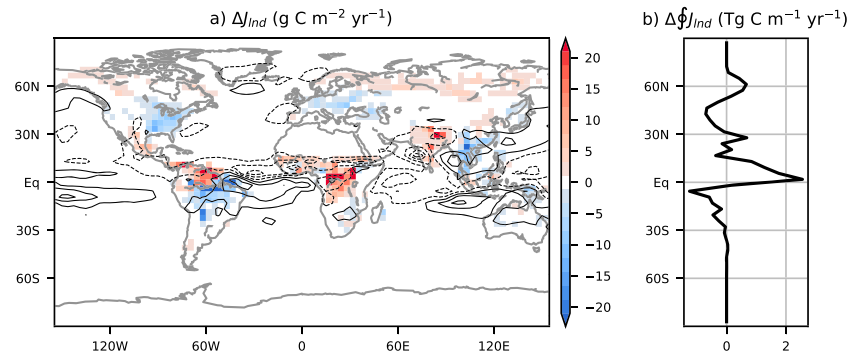 a) ΔJ_Ind (g C m⁻² yr⁻¹)
b) Δ∮J_Ind (Tg C m⁻¹ yr⁻¹)
60N
30N
Eq
30S
60S
120W
60W
0
60E
120E
20
15
10
5
0
−5
−10
−15
−20
60N
30N
Eq
30S
60S
0
2